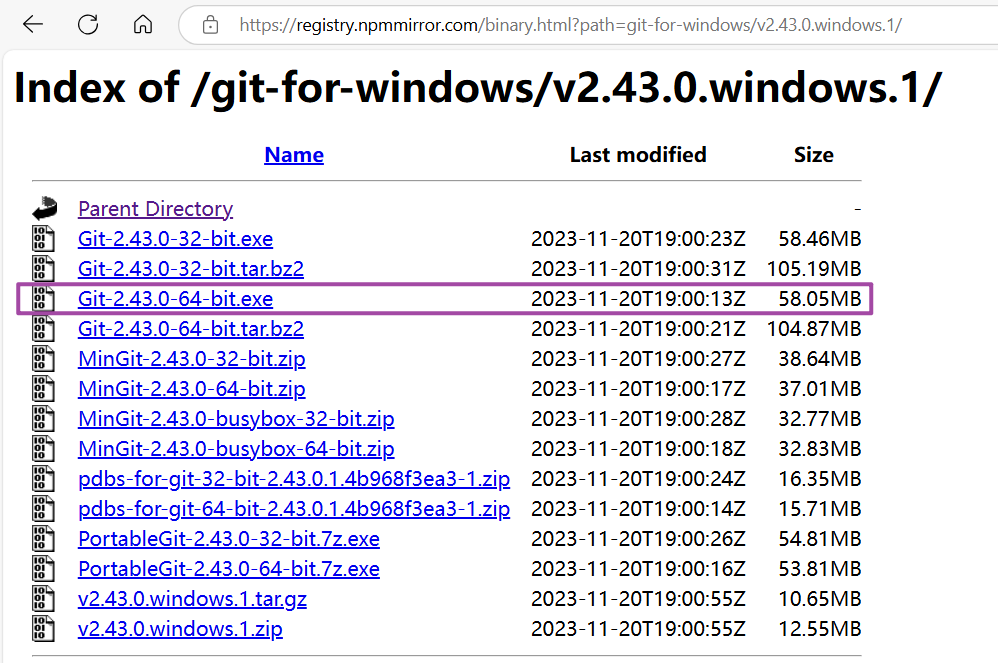 https://registry.npmmirror.com/binary.html?path=git-for-windows/v2.43.0.windows.1/
Index of /git-for-windows/v2.43.0.windows.1/
Name Last modified Size
Parent Directory -
Git-2.43.0-32-bit.exe 2023-11-20T19:00:23Z 58.46MB
Git-2.43.0-32-bit.tar.bz2 2023-11-20T19:00:31Z 105.19MB
Git-2.43.0-64-bit.exe 2023-11-20T19:00:13Z 58.05MB
Git-2.43.0-64-bit.tar.bz2 2023-11-20T19:00:21Z 104.87MB
MinGit-2.43.0-32-bit.zip 2023-11-20T19:00:27Z 38.64MB
MinGit-2.43.0-64-bit.zip 2023-11-20T19:00:17Z 37.01MB
MinGit-2.43.0-busybox-32-bit.zip 2023-11-20T19:00:28Z 32.77MB
MinGit-2.43.0-busybox-64-bit.zip 2023-11-20T19:00:18Z 32.83MB
pdbs-for-git-32-bit-2.43.0.1.4b968f3ea3-1.zip 2023-11-20T19:00:24Z 16.35MB
pdbs-for-git-64-bit-2.43.0.1.4b968f3ea3-1.zip 2023-11-20T19:00:14Z 15.71MB
PortableGit-2.43.0-32-bit.7z.exe 2023-11-20T19:00:26Z 54.81MB
PortableGit-2.43.0-64-bit.7z.exe 2023-11-20T19:00:16Z 53.81MB
v2.43.0.windows.1.tar.gz 2023-11-20T19:00:55Z 10.65MB
v2.43.0.windows.1.zip 2023-11-20T19:00:55Z 12.55MB